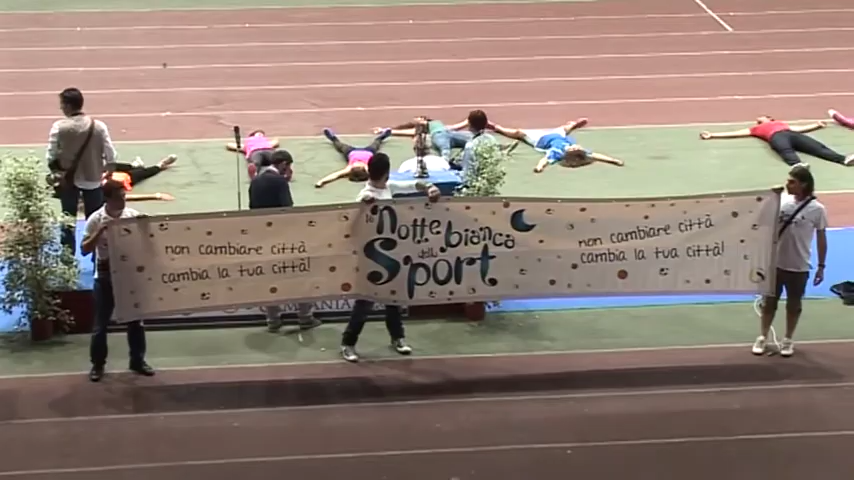 non cambiare città
cambia la tua città!
la Notte bianca
dello Sport
non cambiare città
cambia la tua città!